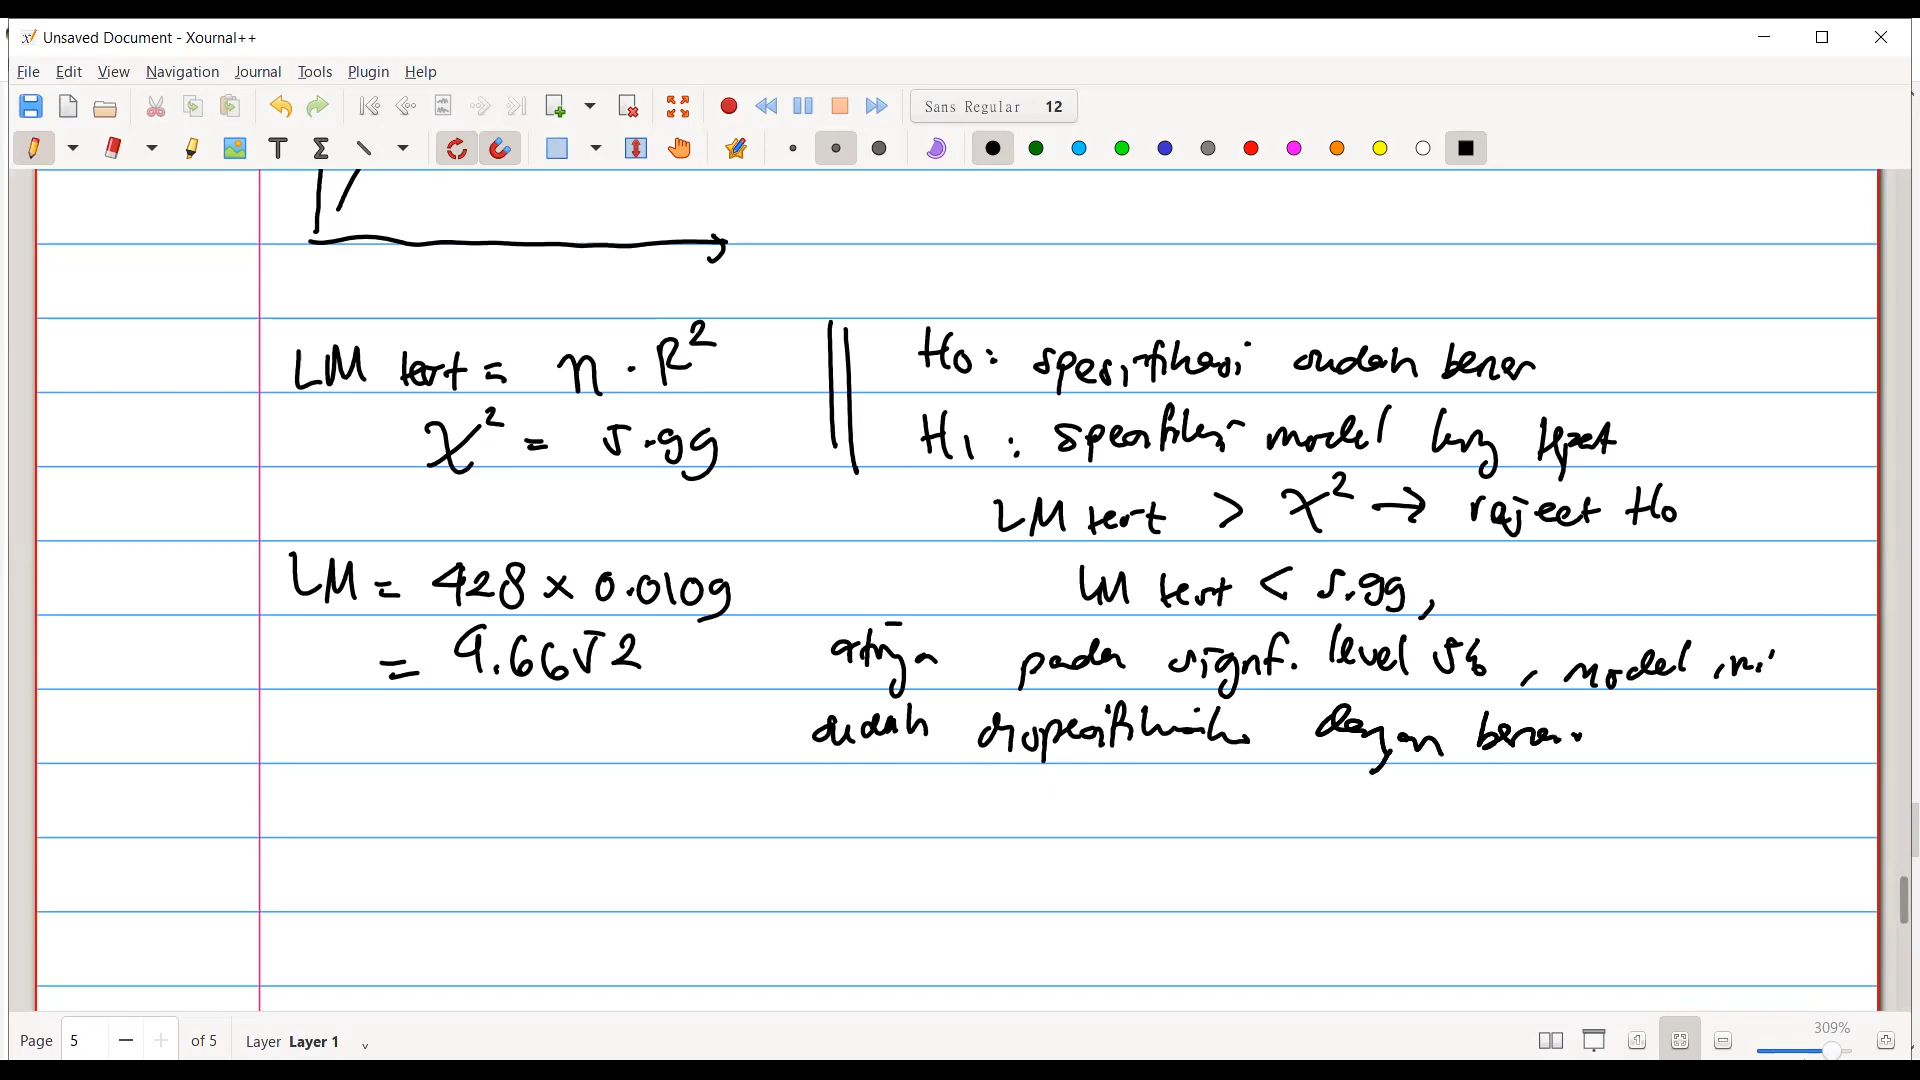 Unsaved Document - Xournal++
File Edit View Navigation Journal Tools Plugin Help
Sans Regular 12
LM test = n . R²
χ² = 5.99
H0 : spesifikasi sudah benar
H1 : spesifikasi model krg tepat
LM test > χ² → reject H0
LM = 428 × 0.0109
= 4.6652
LM test < 5.99,
artinya pada signf. level 5%, model ini
sudah dispesifikasikan dengan benar.
Page 5 of 5 Layer Layer 1
309%